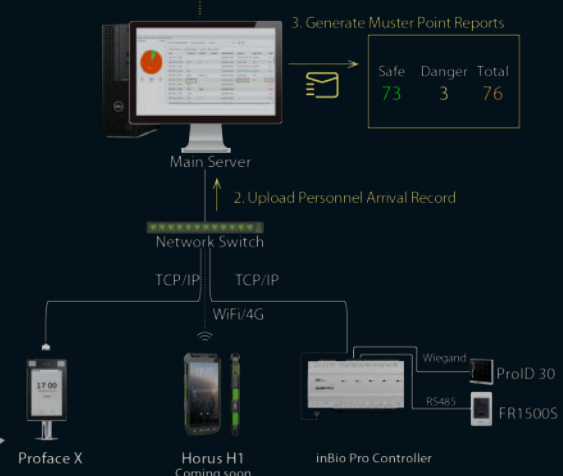 3. Generate Muster Point Reports
Safe Danger Total
73 3 76
Main Server
2. Upload Personnel Arrival Record
Network Switch
TCP/IP TCP/IP
WiFi/4G
Wiegand
ProID 30
17 00
RS485
FR1500S
Proface X
Horus H1
inBio Pro Controller
Coming soon